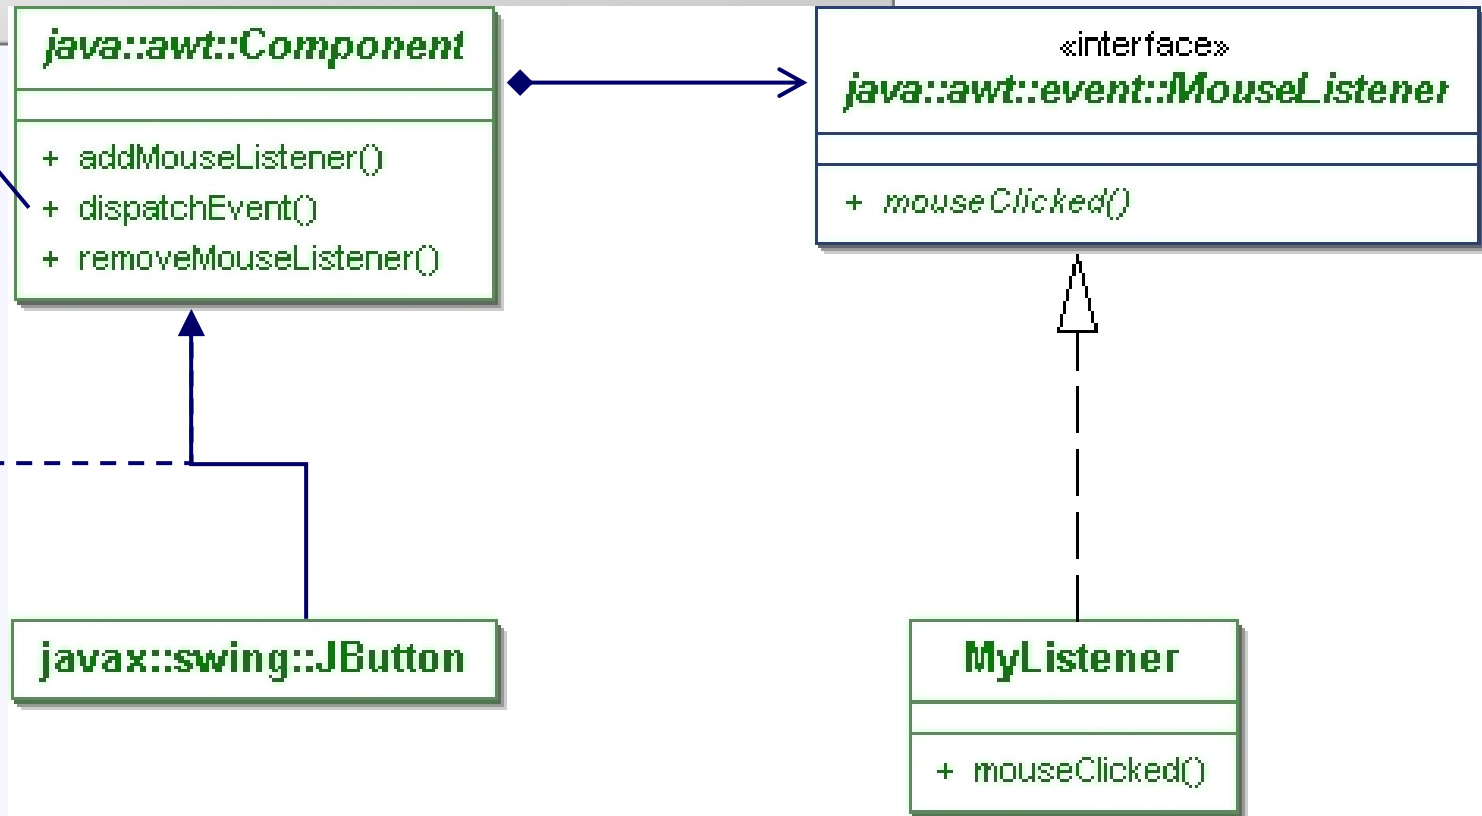 java::awt::Component
+ addMouseListener()
+ dispatchEvent()
+ removeMouseListener()
«interface»
java::awt::event::MouseListener
+ mouseClicked()
javax::swing::JButton
MyListener
+ mouseClicked()